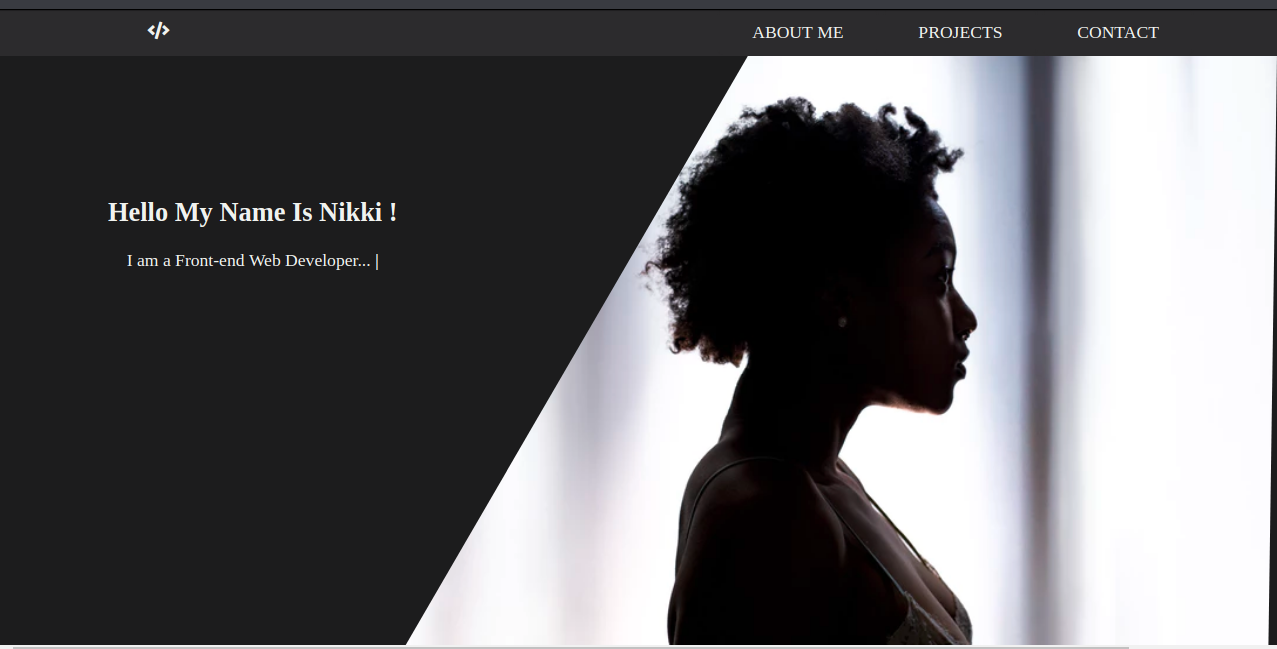 </>
ABOUT ME PROJECTS CONTACT
Hello My Name Is Nikki !
I am a Front-end Web Developer... |